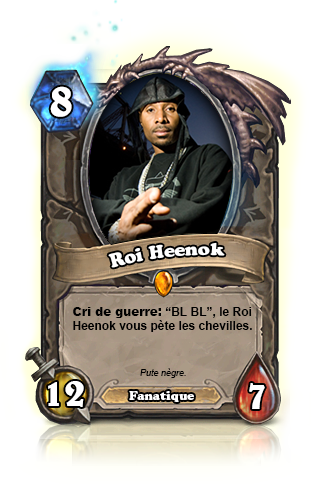 8
Roi Heenok
Cri de guerre: “BL BL”, le Roi
Heenok vous pète les chevilles.
Pute nègre.
12
Fanatique
7